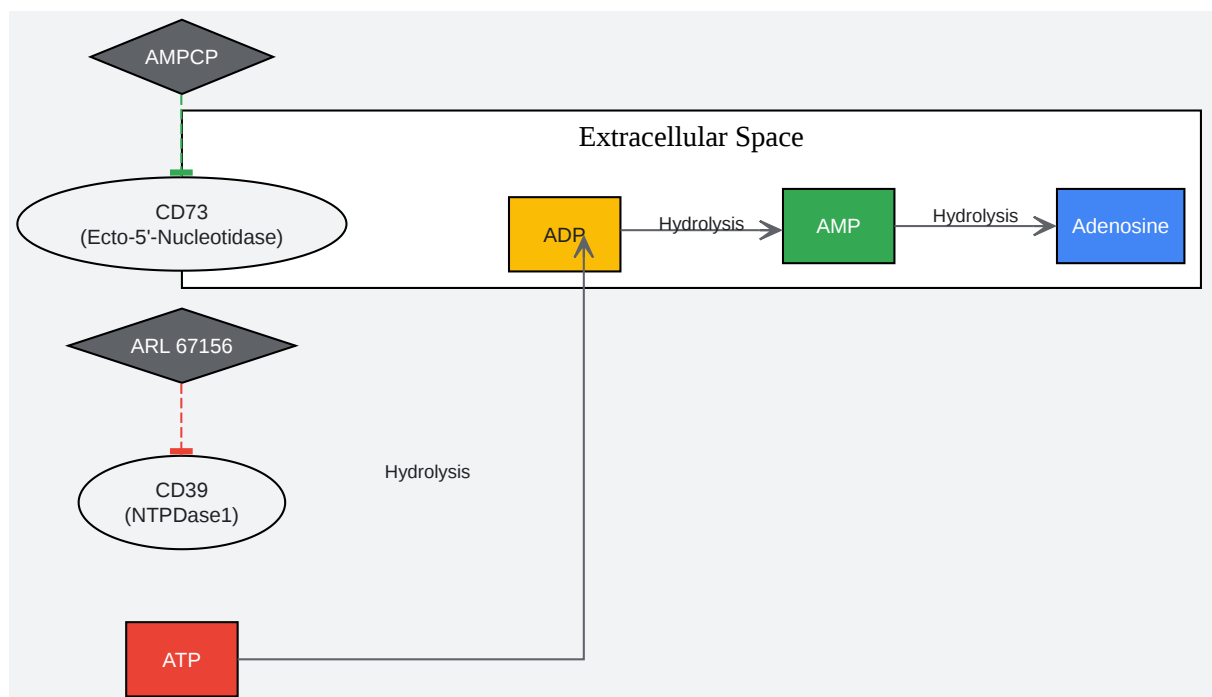 AMPCP
Extracellular Space
CD73
(Ecto-5'-Nucleotidase)
ADP
Hydrolysis
AMP
Hydrolysis
Adenosine
ARL 67156
Hydrolysis
CD39
(NTPDase1)
ATP